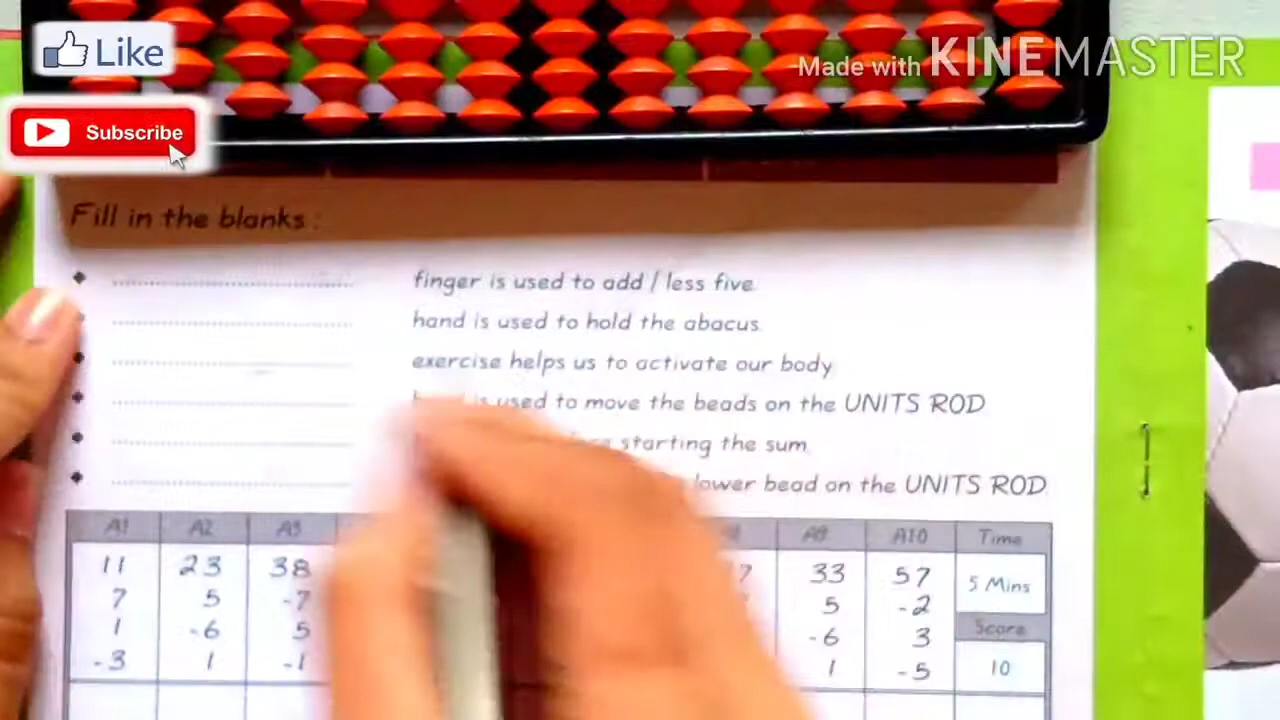 Like
Made with KINEMASTER
Subscribe
Fill in the blanks :
finger is used to add / less five
hand is used to hold the abacus
exercise helps us to activate our body
is used to move the beads on the UNITS ROD
starting the sum
lower bead on the UNITS ROD
A1 A2 A3 A9 A10 Time
11 23 38 33 57 5 Mins
7 5 -7 5 -2
1 -6 5 -6 3 Score
-3 1 -1 1 -5 10